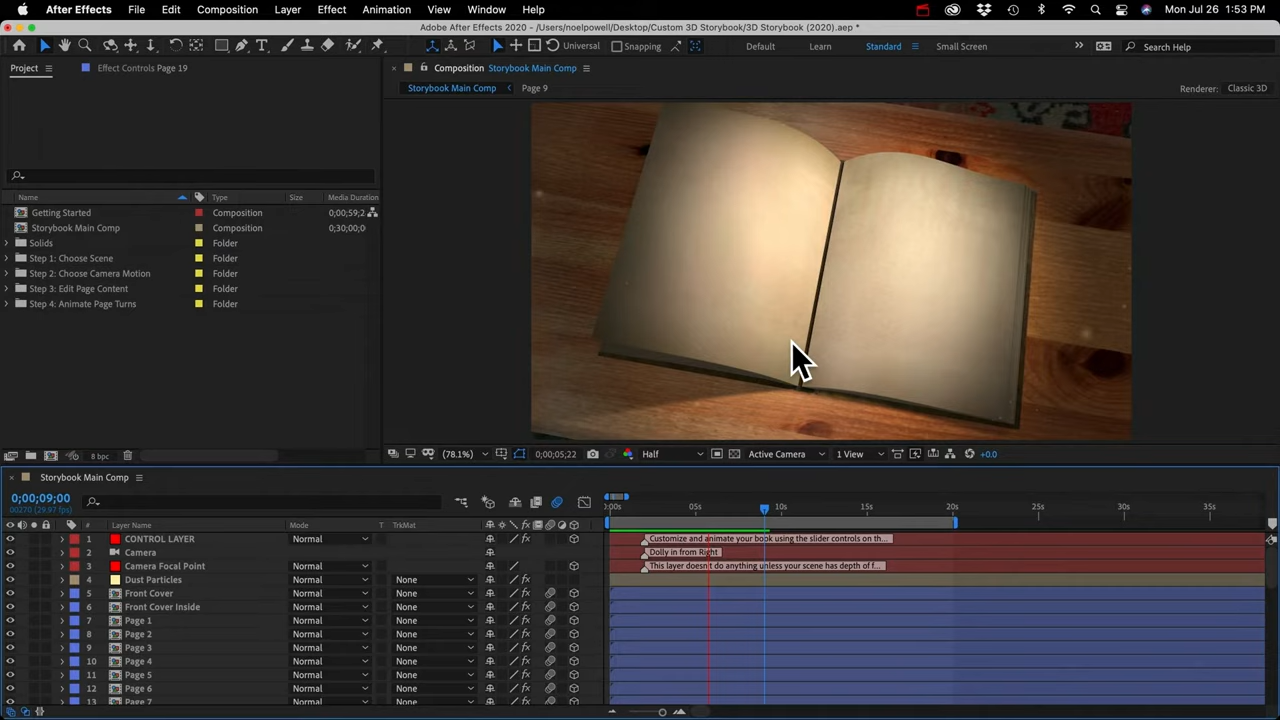 After Effects File Edit Composition Layer Effect Animation View Window Help Mon Jul 26 1:53 PM
Adobe After Effects 2020 - /Users/noelpowell/Desktop/Custom 3D Storybook/3D Storybook (2020).aep *
Universal Snapping Default Learn Standard Small Screen Search Help
Project Effect Controls Page 19
Composition Storybook Main Comp
Storybook Main Comp Page 9 Renderer: Classic 3D
Name Type Size Media Duration
Getting Started Composition 0;00;59;2
Storybook Main Comp Composition 0;30;00;0
Solids Folder
Step 1: Choose Scene Folder
Step 2: Choose Camera Motion Folder
Step 3: Edit Page Content Folder
Step 4: Animate Page Turns Folder
8 bpc
(78.1%) 0;00;05;22 Half Active Camera 1 View +0.0
Storybook Main Comp
0;00;09;00
00270 (29.97 fps)
:00s 05s 10s 15s 20s 25s 30s 35s
# Layer Name Mode T TrkMat
1 CONTROL LAYER Normal Customize and animate your book using the slider controls on th...
2 Camera Dolly in from Right
3 Camera Focal Point Normal This layer doesn't do anything unless your scene has depth of f...
4 Dust Particles Normal None
5 Front Cover Normal None
6 Front Cover Inside Normal None
7 Page 1 Normal None
8 Page 2 Normal None
9 Page 3 Normal None
10 Page 4 Normal None
11 Page 5 Normal None
12 Page 6 Normal None
13 Page 7 Normal None